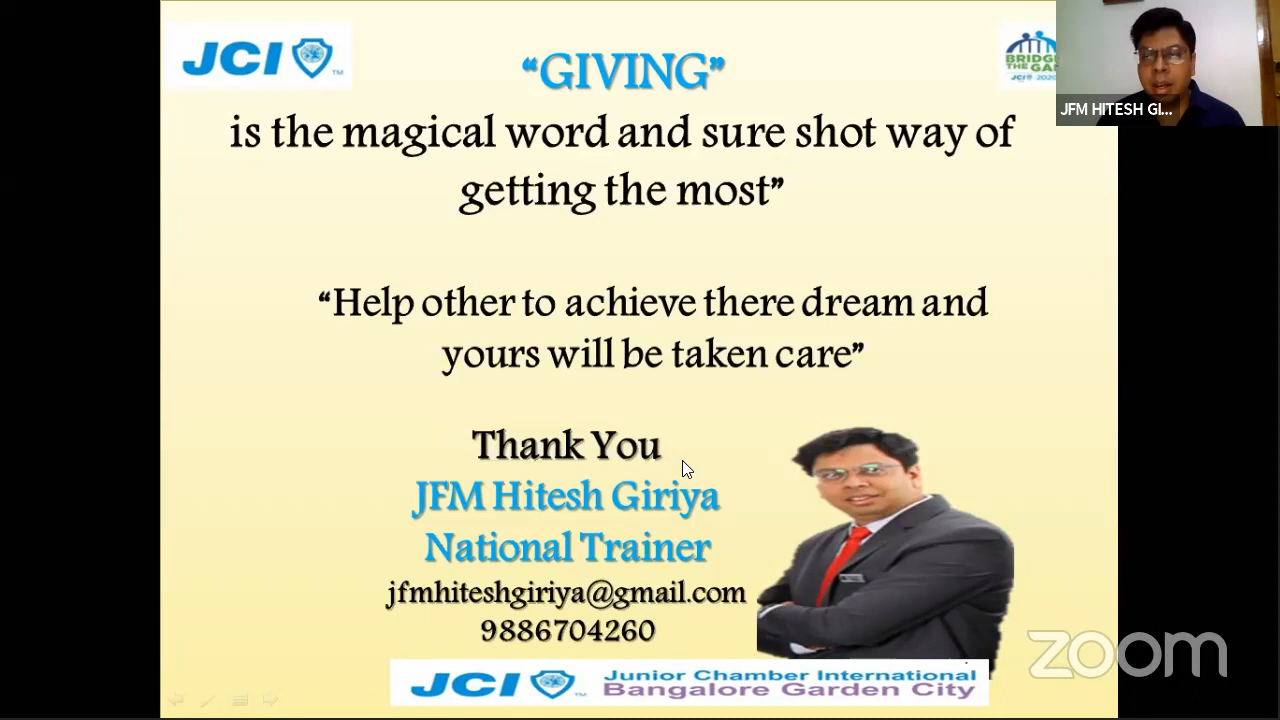 JCI
TM
“GIVING”
is the magical word and sure shot way of
getting the most”
“Help other to achieve there dream and
yours will be taken care”
Thank You
JFM Hitesh Giriya
National Trainer
jfmhiteshgiriya@gmail.com
9886704260
JCI
TM
Junior Chamber International
Bangalore Garden City
JFM HITESH GI...
zoom